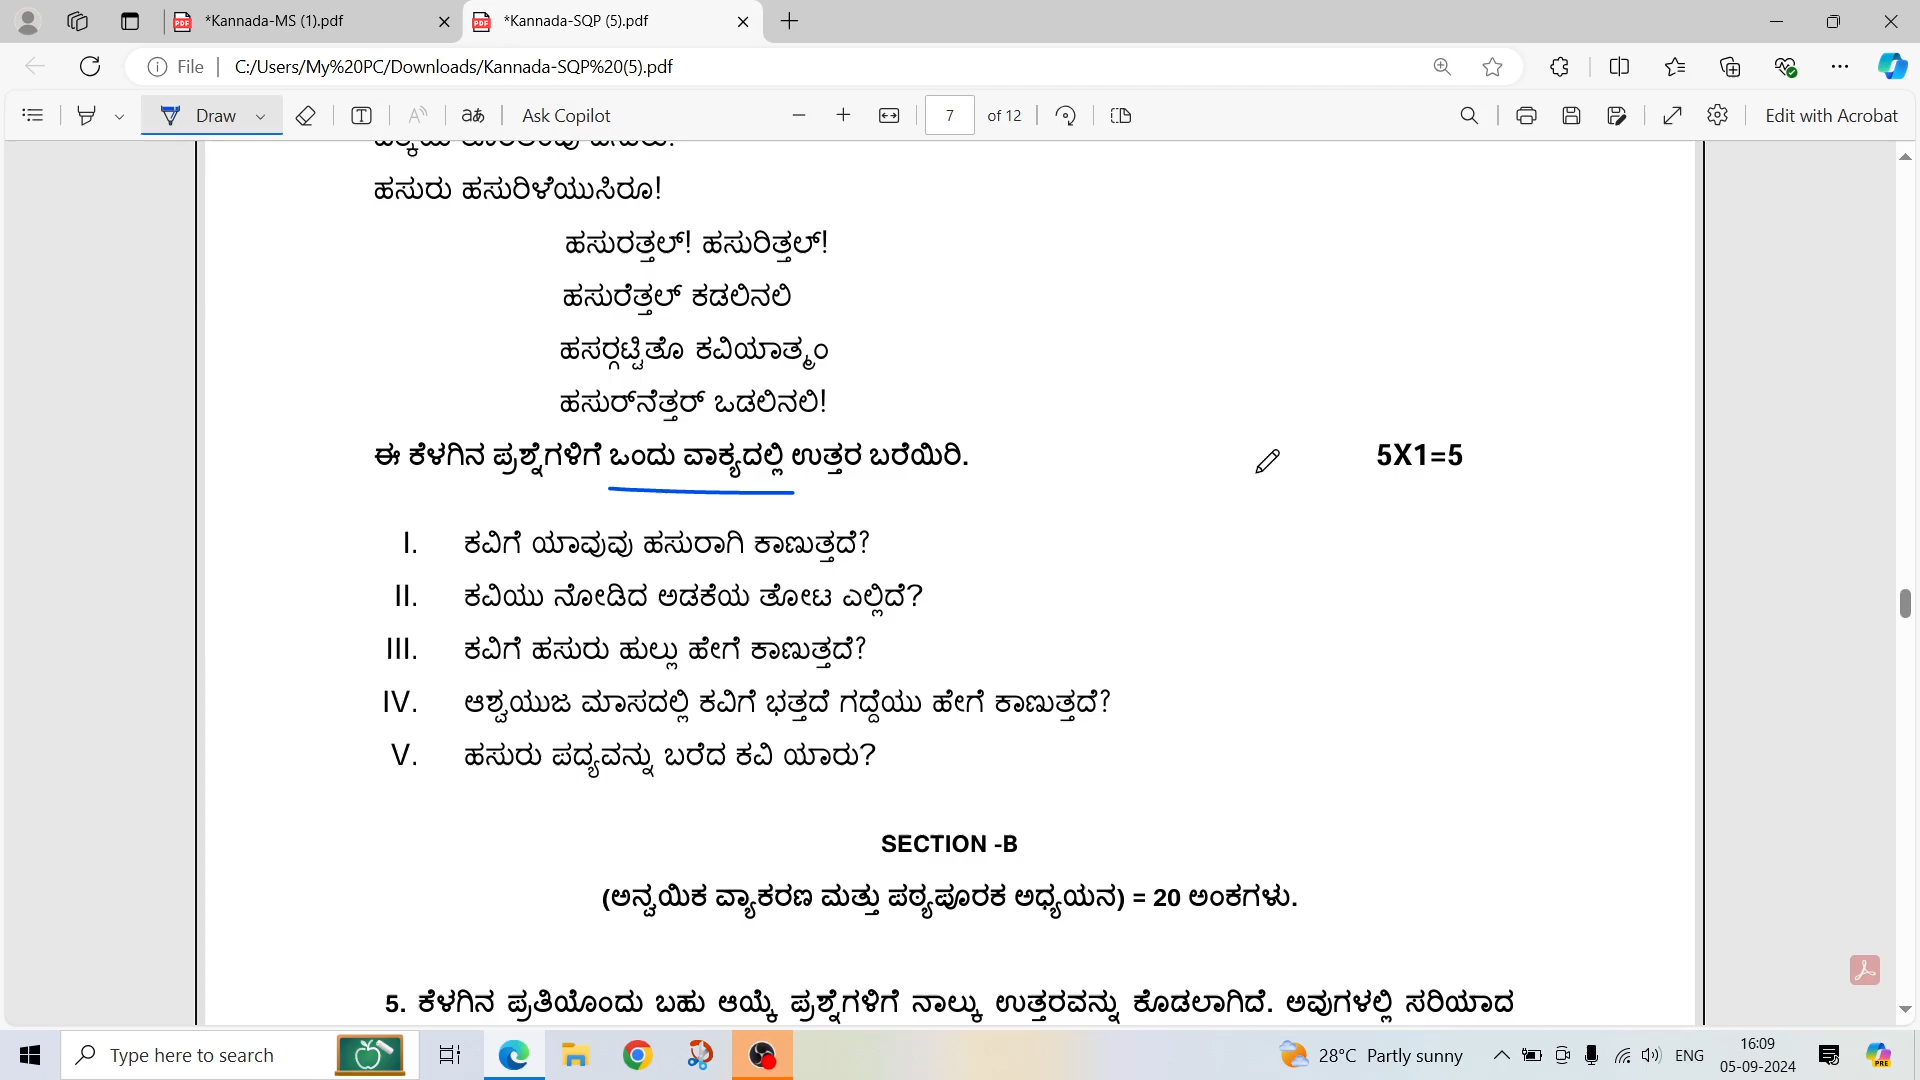 *Kannada-MS (1).pdf
*Kannada-SQP (5).pdf
File
C:/Users/My%20PC/Downloads/Kannada-SQP%20(5).pdf
Draw
Ask Copilot
7 of 12
Edit with Acrobat
ಹಸುರು ಹಸುರಿಳೆಯುಸಿರೂ!
ಹಸುರತ್ತಲ್! ಹಸುರಿತ್ತಲ್!
ಹಸುರೆತ್ತಲ್ ಕಡಲಿನಲಿ
ಹಸರ‍್ಗಟ್ಟಿತೊ ಕವಿಯಾತ್ಮಂ
ಹಸುರ್‌ನೆತ್ತರ್ ಒಡಲಿನಲಿ!
ಈ ಕೆಳಗಿನ ಪ್ರಶ್ನೆಗಳಿಗೆ ಒಂದು ವಾಕ್ಯದಲ್ಲಿ ಉತ್ತರ ಬರೆಯಿರಿ. 5X1=5
I. ಕವಿಗೆ ಯಾವುವು ಹಸುರಾಗಿ ಕಾಣುತ್ತದೆ?
II. ಕವಿಯು ನೋಡಿದ ಅಡಕೆಯ ತೋಟ ಎಲ್ಲಿದೆ?
III. ಕವಿಗೆ ಹಸುರು ಹುಲ್ಲು ಹೇಗೆ ಕಾಣುತ್ತದೆ?
IV. ಆಶ್ವಯುಜ ಮಾಸದಲ್ಲಿ ಕವಿಗೆ ಭತ್ತದೆ ಗದ್ದೆಯು ಹೇಗೆ ಕಾಣುತ್ತದೆ?
V. ಹಸುರು ಪದ್ಯವನ್ನು ಬರೆದ ಕವಿ ಯಾರು?
SECTION -B
(ಅನ್ವಯಿಕ ವ್ಯಾಕರಣ ಮತ್ತು ಪಠ್ಯಪೂರಕ ಅಧ್ಯಯನ) = 20 ಅಂಕಗಳು.
5. ಕೆಳಗಿನ ಪ್ರತಿಯೊಂದು ಬಹು ಆಯ್ಕೆ ಪ್ರಶ್ನೆಗಳಿಗೆ ನಾಲ್ಕು ಉತ್ತರವನ್ನು ಕೊಡಲಾಗಿದೆ. ಅವುಗಳಲ್ಲಿ ಸರಿಯಾದ
Type here to search
28°C Partly sunny
ENG
16:09
05-09-2024